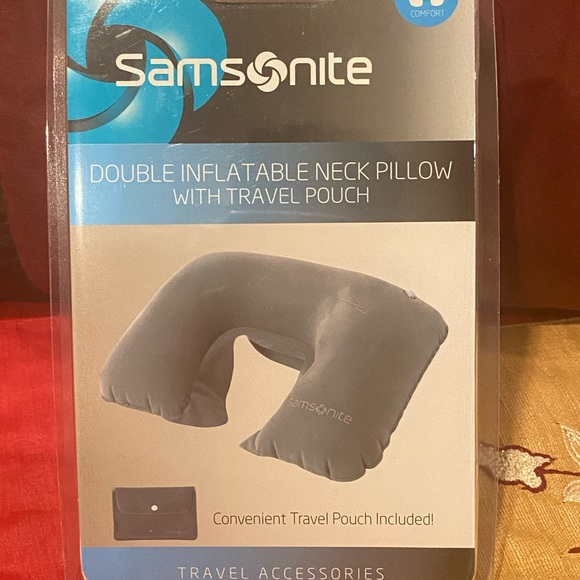 COMFORT
Samsonite
DOUBLE INFLATABLE NECK PILLOW
WITH TRAVEL POUCH
Samsonite
Convenient Travel Pouch Included!
TRAVEL ACCESSORIES